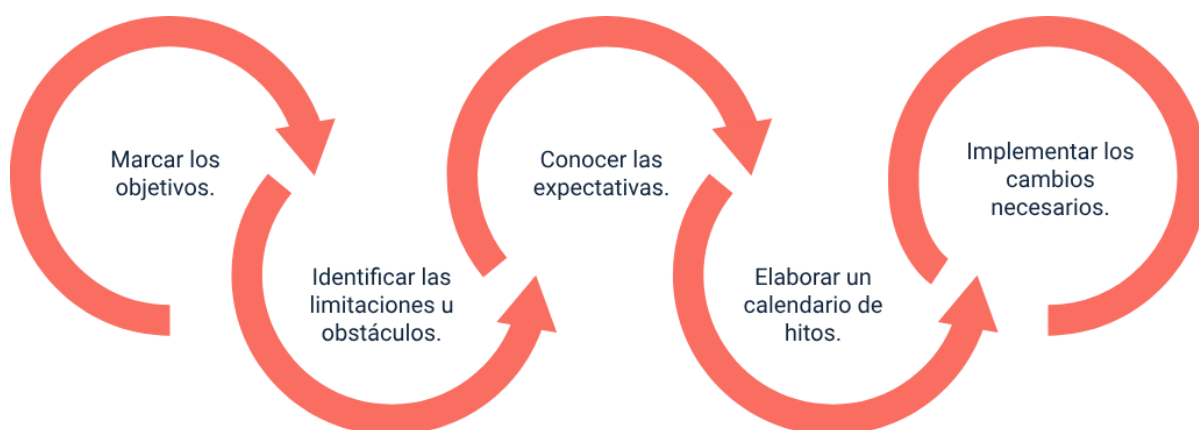 Marcar los
objetivos.
Identificar las
limitaciones u
obstáculos.
Conocer las
expectativas.
Elaborar un
calendario de
hitos.
Implementar los
cambios
necesarios.